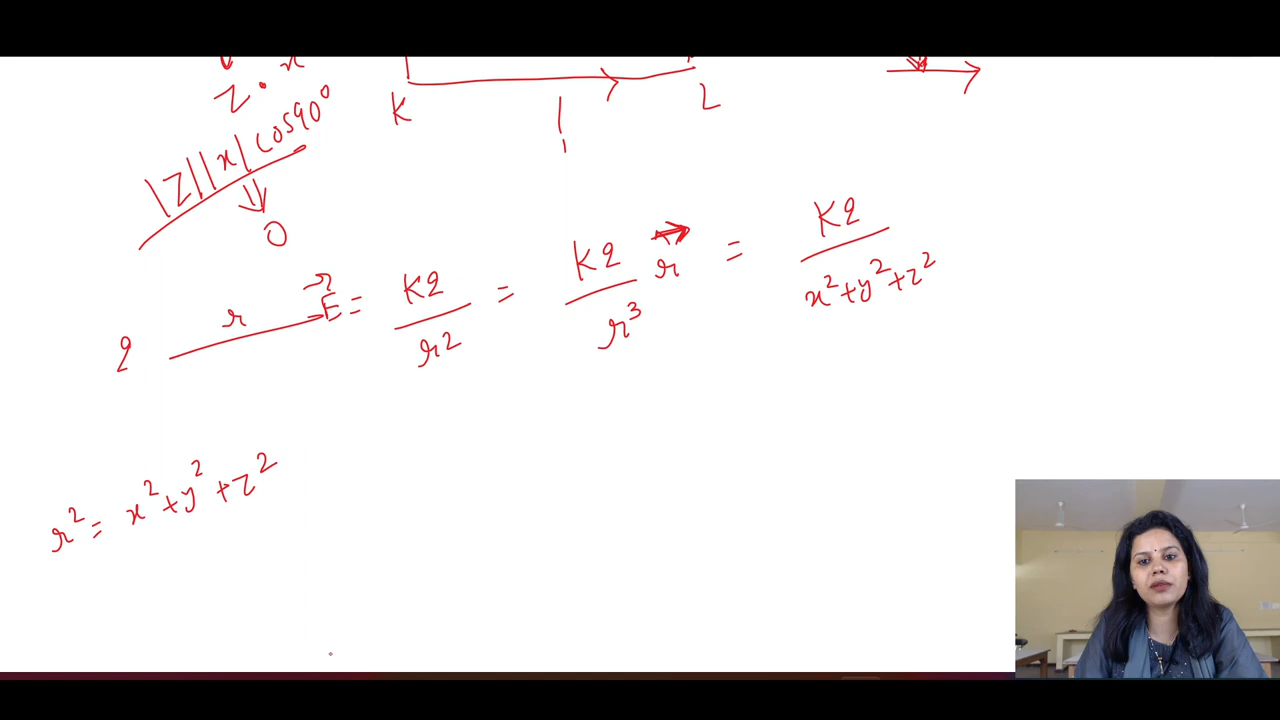 Z · x
|Z||x| cos90°
⇓
0
K
L
q r E⃗ = Kq/r2 = Kq/r³ r⃗ = Kq/x²+y²+z²
r² = x²+y²+z²